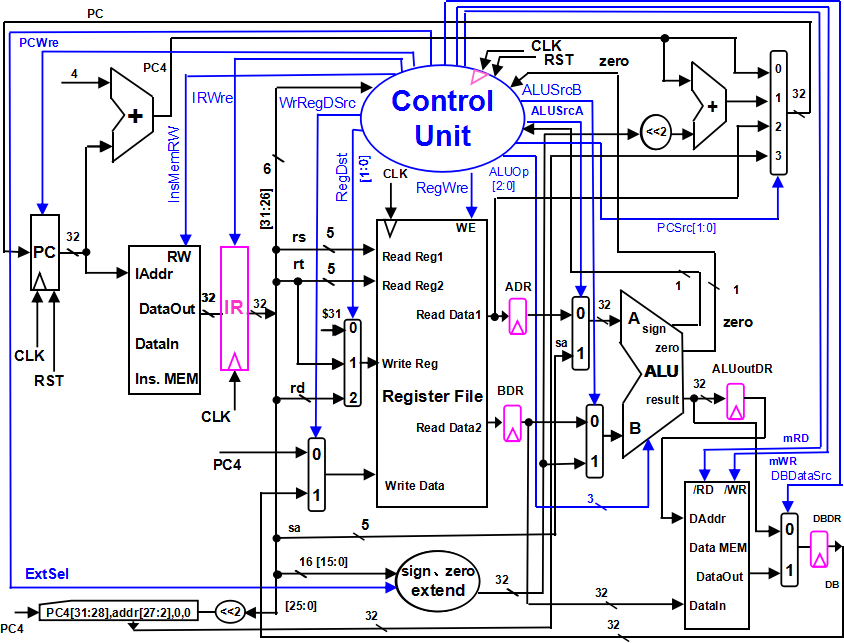 PC
PCWre
CLK
RST
zero
4
PC4
+
IRWre
WrRegDSrc
Control
Unit
ALUSrcB
ALUSrcA
<<2
+
0
1
2
3
32
InsMemRW
6
[31:26]
RegDst
[1:0]
CLK
RegWre
ALUOp
[2:0]
PCSrc[1:0]
PC
32
RW
IAddr
DataOut
DataIn
Ins. MEM
32
IR
32
CLK
RST
CLK
rs
5
rt
5
$31
0
1
2
rd
WE
Read Reg1
Read Reg2
Read Data1
Write Reg
Register File
Read Data2
Write Data
ADR
BDR
sa
0
1
32
0
1
A
sign
zero
ALU
result
B
1
1
zero
ALUoutDR
32
PC4
0
1
3
mRD
mWR
DBDataSrc
/RD
/WR
DAddr
Data MEM
DataOut
DataIn
0
1
DBDR
DB
sa
5
ExtSel
16
[15:0]
sign、zero
extend
32
32
[25:0]
<<2
PC4[31:28],addr[27:2],0,0
PC4
32
32